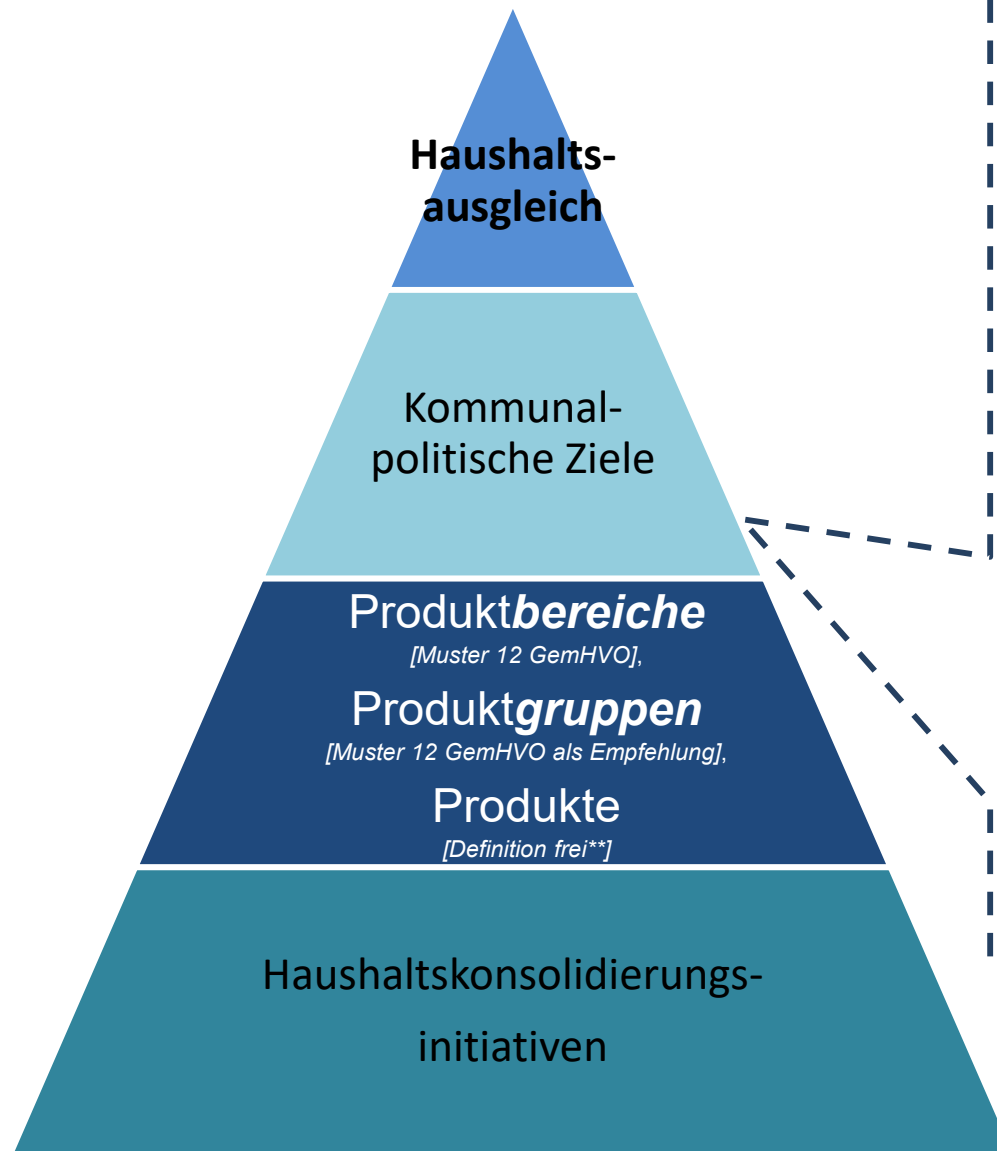 Haushalts-
ausgleich
Kommunal-
politische Ziele
Produktbereiche
[Muster 12 GemHVO],
Produktgruppen
[Muster 12 GemHVO als Empfehlung],
Produkte
[Definition frei**]
Haushaltskonsolidierungs-
initiativen